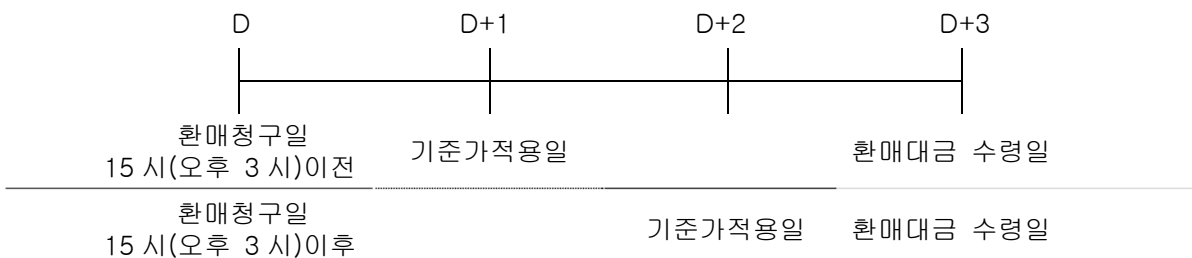 D D+1 D+2 D+3
환매청구일
15 시(오후 3 시)이전
기준가적용일
환매대금 수령일
환매청구일
15 시(오후 3 시)이후
기준가적용일
환매대금 수령일